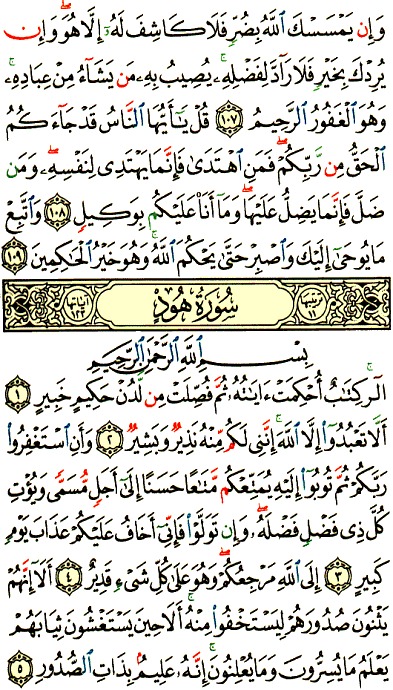 وَإِن يَمْسَسْكَ ٱللَّهُ بِضُرٍّ فَلَا كَاشِفَ لَهُۥٓ إِلَّا هُوَ ۖ وَإِن
يُرِدْكَ بِخَيْرٍ فَلَا رَآدَّ لِفَضْلِهِۦ ۚ يُصِيبُ بِهِۦ مَن يَشَآءُ مِنْ عِبَادِهِۦ ۚ
وَهُوَ ٱلْغَفُورُ ٱلرَّحِيمُ ١٠٧ قُلْ يَـٰٓأَيُّهَا ٱلنَّاسُ قَدْ جَآءَكُمُ
ٱلْحَقُّ مِن رَّبِّكُمْ ۖ فَمَنِ ٱهْتَدَىٰ فَإِنَّمَا يَهْتَدِى لِنَفْسِهِۦ ۖ وَمَن
ضَلَّ فَإِنَّمَا يَضِلُّ عَلَيْهَا ۖ وَمَآ أَنَا۠ عَلَيْكُم بِوَكِيلٍ ١٠٨ وَٱتَّبِعْ
مَا يُوحَىٰٓ إِلَيْكَ وَٱصْبِرْ حَتَّىٰ يَحْكُمَ ٱللَّهُ ۚ وَهُوَ خَيْرُ ٱلْحَـٰكِمِينَ ١٠٩
ترتيبها ١١ سُورَةُ هُودٍ آياتها ١٢٣
بِسْمِ ٱللَّهِ ٱلرَّحْمَـٰنِ ٱلرَّحِيمِ
الٓر ۚ كِتَـٰبٌ أُحْكِمَتْ ءَايَـٰتُهُۥ ثُمَّ فُصِّلَتْ مِن لَّدُنْ حَكِيمٍ خَبِيرٍ ١
أَلَّا تَعْبُدُوٓا۟ إِلَّا ٱللَّهَ ۚ إِنَّنِى لَكُم مِّنْهُ نَذِيرٌ وَبَشِيرٌ ٢ وَأَنِ ٱسْتَغْفِرُوا۟
رَبَّكُمْ ثُمَّ تُوبُوٓا۟ إِلَيْهِ يُمَتِّعْكُم مَّتَـٰعًا حَسَنًا إِلَىٰٓ أَجَلٍ مُّسَمًّى وَيُؤْتِ
كُلَّ ذِى فَضْلٍ فَضْلَهُۥ ۖ وَإِن تَوَلَّوْا۟ فَإِنِّىٓ أَخَافُ عَلَيْكُمْ عَذَابَ يَوْمٍ
كَبِيرٍ ٣ إِلَى ٱللَّهِ مَرْجِعُكُمْ ۖ وَهُوَ عَلَىٰ كُلِّ شَىْءٍ قَدِيرٌ ٤ أَلَآ إِنَّهُمْ
يَثْنُونَ صُدُورَهُمْ لِيَسْتَخْفُوا۟ مِنْهُ ۚ أَلَا حِينَ يَسْتَغْشُونَ ثِيَابَهُمْ
يَعْلَمُ مَا يُسِرُّونَ وَمَا يُعْلِنُونَ ۚ إِنَّهُۥ عَلِيمٌۢ بِذَاتِ ٱلصُّدُورِ ٥